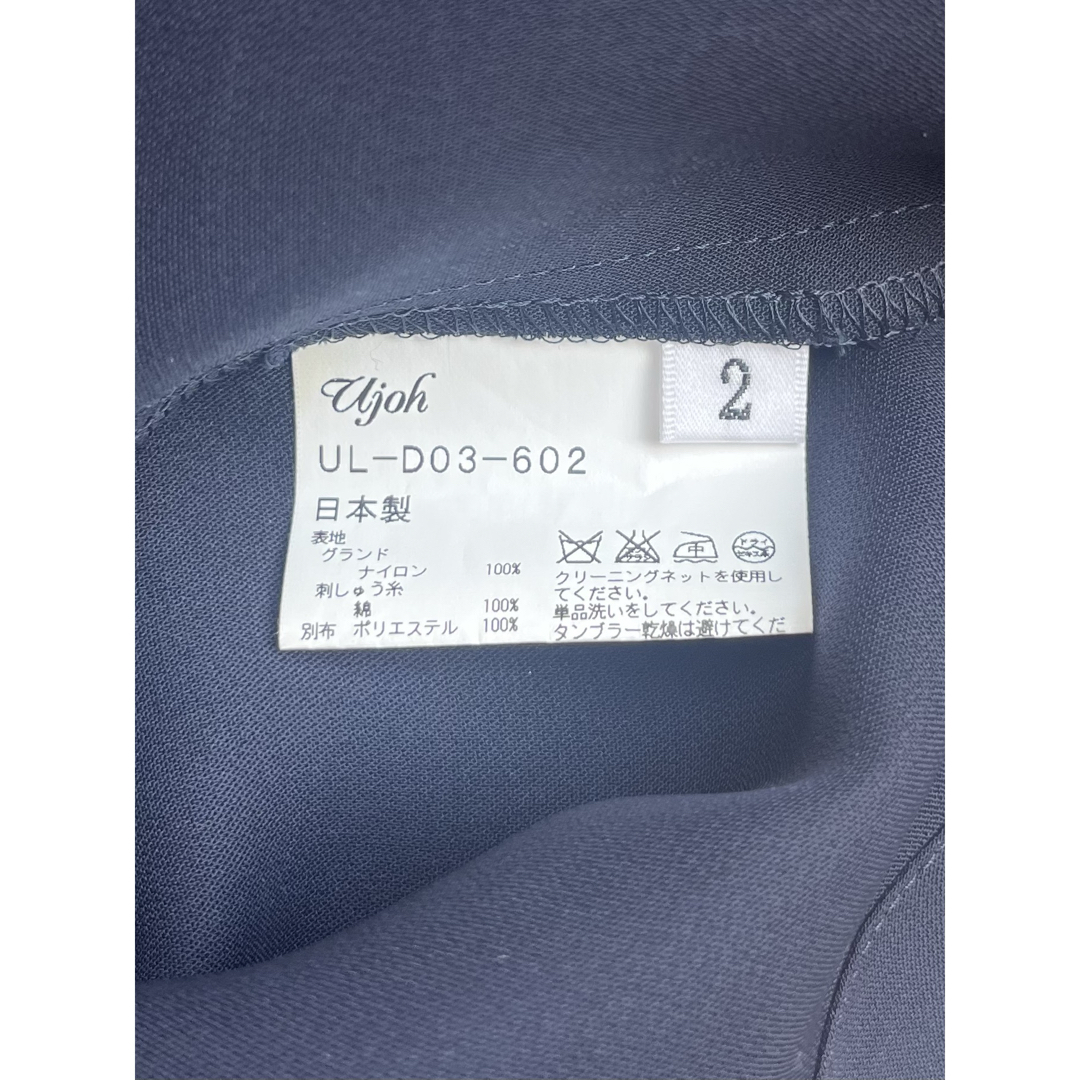 Ujoh
2
UL-D03-602
日本製
表地
グランド
ナイロン 100%
刺しゅう糸
綿 100%
別布 ポリエステル 100%
中
ドライ
クリーニングネットを使用し
てください。
単品洗いをしてください。
タンブラー乾燥は避けてくだ